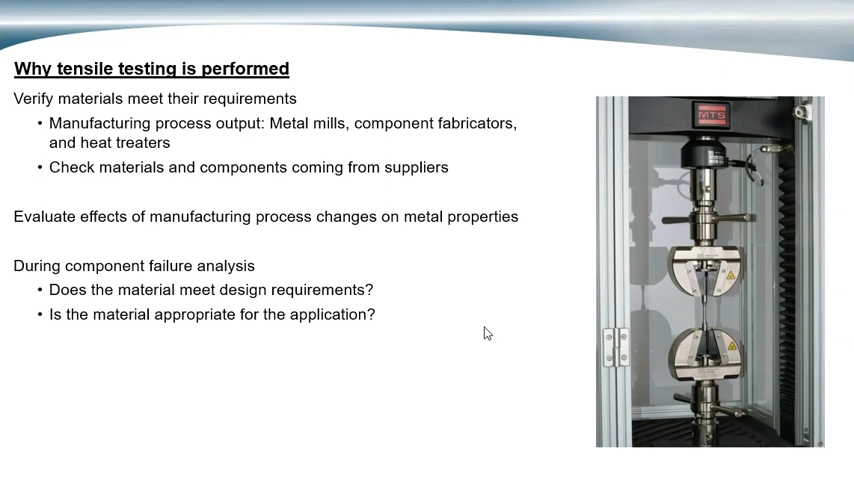 Why tensile testing is performed
Verify materials meet their requirements
• Manufacturing process output: Metal mills, component fabricators,
and heat treaters
• Check materials and components coming from suppliers
Evaluate effects of manufacturing process changes on metal properties
During component failure analysis
• Does the material meet design requirements?
• Is the material appropriate for the application?
MTS